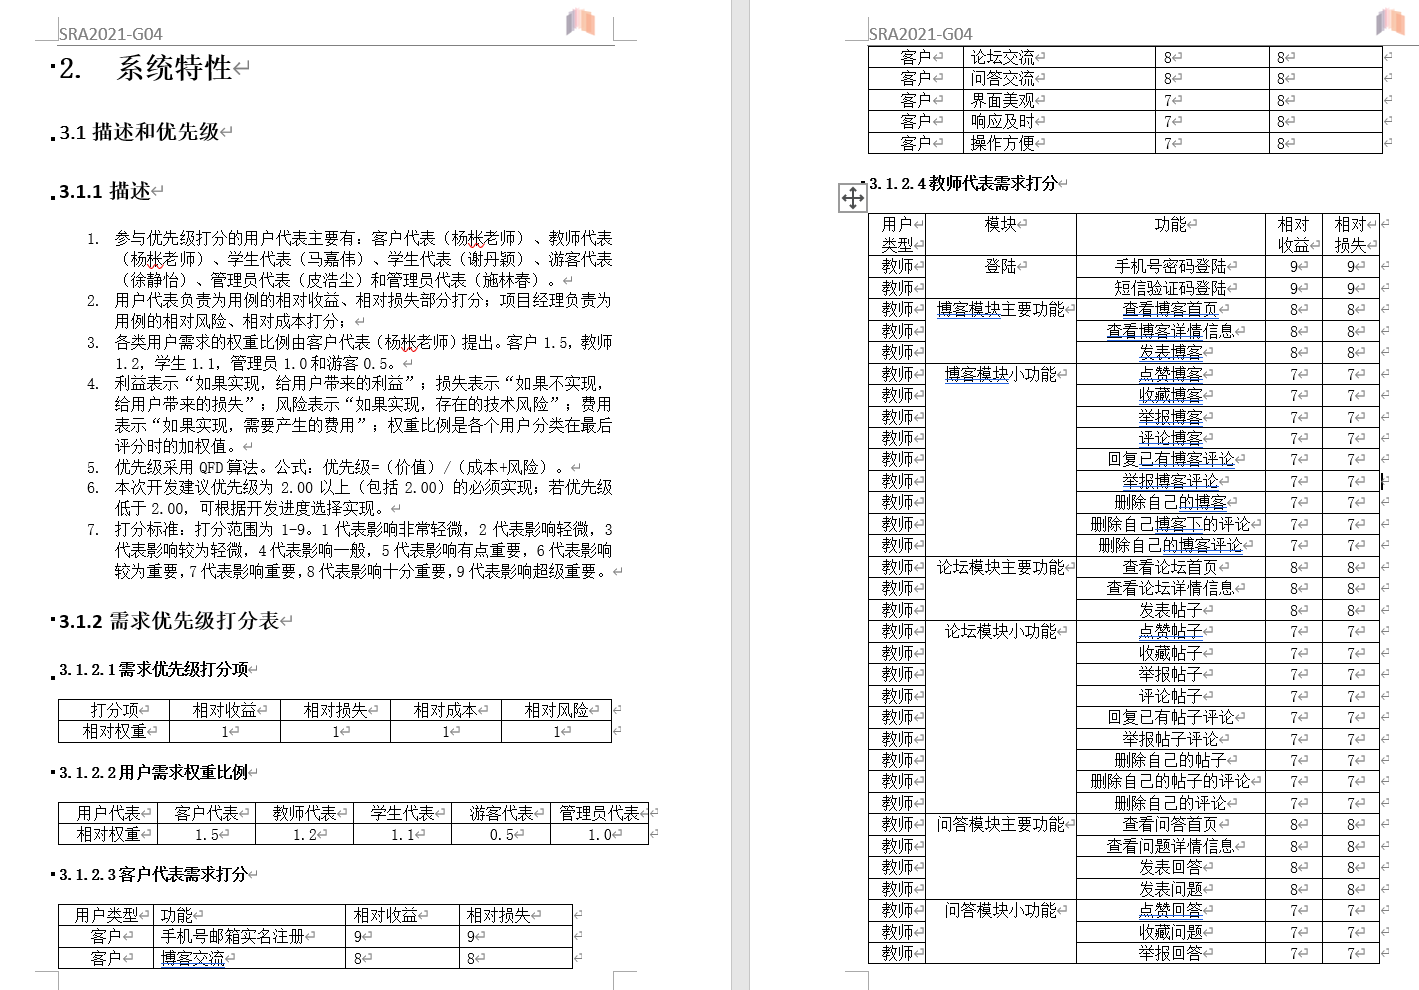 SRA2021-G04
2. 系统特性
3.1 描述和优先级
3.1.1 描述
1. 参与优先级打分的用户代表主要有：客户代表（杨枨老师）、教师代表
（杨枨老师）、学生代表（马嘉伟）、学生代表（谢丹颖）、游客代表
（徐静怡）、管理员代表（皮浩尘）和管理员代表（施林春）。
2. 用户代表负责为用例的相对收益、相对损失部分打分；项目经理负责为
用例的相对风险、相对成本打分；
3. 各类用户需求的权重比例由客户代表（杨枨老师）提出。客户 1.5，教师
1.2，学生 1.1，管理员 1.0 和游客 0.5。
4. 利益表示“如果实现，给用户带来的利益”；损失表示“如果不实现，
给用户带来的损失”；风险表示“如果实现，存在的技术风险”；费用
表示“如果实现，需要产生的费用”；权重比例是各个用户分类在最后
评分时的加权值。
5. 优先级采用 QFD 算法。公式：优先级=（价值）/（成本+风险）。
6. 本次开发建议优先级为 2.00 以上（包括 2.00）的必须实现；若优先级
低于 2.00，可根据开发进度选择实现。
7. 打分标准：打分范围为 1-9。1 代表影响非常轻微，2 代表影响轻微，3
代表影响较为轻微，4 代表影响一般，5 代表影响有点重要，6 代表影响
较为重要，7 代表影响重要，8 代表影响十分重要，9 代表影响超级重要。
3.1.2 需求优先级打分表
3.1.2.1 需求优先级打分项
打分项 相对收益 相对损失 相对成本 相对风险
相对权重 1 1 1 1
3.1.2.2 用户需求权重比例
用户代表 客户代表 教师代表 学生代表 游客代表 管理员代表
相对权重 1.5 1.2 1.1 0.5 1.0
3.1.2.3 客户代表需求打分
用户类型 功能 相对收益 相对损失
客户 手机号邮箱实名注册 9 9
客户 博客交流 8 8
SRA2021-G04
客户 论坛交流 8 8
客户 问答交流 8 8
客户 界面美观 7 8
客户 响应及时 7 8
客户 操作方便 7 8
3.1.2.4 教师代表需求打分
用户 模块 功能 相对 相对
类型 收益 损失
教师 登陆 手机号密码登陆 9 9
教师 短信验证码登陆 9 9
教师 博客模块主要功能 查看博客首页 8 8
教师 查看博客详情信息 8 8
教师 发表博客 8 8
教师 博客模块小功能 点赞博客 7 7
教师 收藏博客 7 7
教师 举报博客 7 7
教师 评论博客 7 7
教师 回复已有博客评论 7 7
教师 举报博客评论 7 7
教师 删除自己的博客 7 7
教师 删除自己博客下的评论 7 7
教师 删除自己的博客评论 7 7
教师 论坛模块主要功能 查看论坛首页 8 8
教师 查看论坛详情信息 8 8
教师 发表帖子 8 8
教师 论坛模块小功能 点赞帖子 7 7
教师 收藏帖子 7 7
教师 举报帖子 7 7
教师 评论帖子 7 7
教师 回复已有帖子评论 7 7
教师 举报帖子评论 7 7
教师 删除自己的帖子 7 7
教师 删除自己的帖子的评论 7 7
教师 删除自己的评论 7 7
教师 问答模块主要功能 查看问答首页 8 8
教师 查看问题详情信息 8 8
教师 发表回答 8 8
教师 发表问题 8 8
教师 问答模块小功能 点赞回答 7 7
教师 收藏问题 7 7
教师 举报回答 7 7